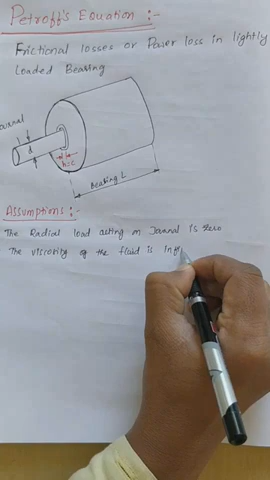 Petroff's Equation :-
Frictional losses or Power loss in lightly
Loaded Bearing
Journal
d
h=c
Bearing L
Assumptions :-
The Radial load acting on Journal is zero
The viscosity of the fluid is Infi